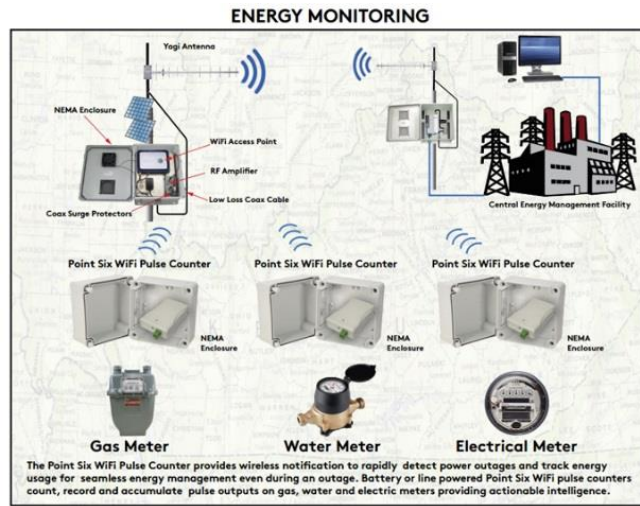 ENERGY MONITORING
Yagi Antenna
NEMA Enclosure
WiFi Access Point
RF Amplifier
Low Loss Coax Cable
Coax Surge Protectors
Central Energy Management Facility
Point Six WiFi Pulse Counter
Point Six WiFi Pulse Counter
Point Six WiFi Pulse Counter
NEMA
Enclosure
NEMA
Enclosure
NEMA
Enclosure
Gas Meter
Water Meter
Electrical Meter
The Point Six WiFi Pulse Counter provides wireless notification to rapidly detect power outages and track energy
usage for seamless energy management even during an outage. Battery or line powered Point Six WiFi pulse counters
count, record and accumulate pulse outputs on gas, water and electric meters providing actionable intelligence.